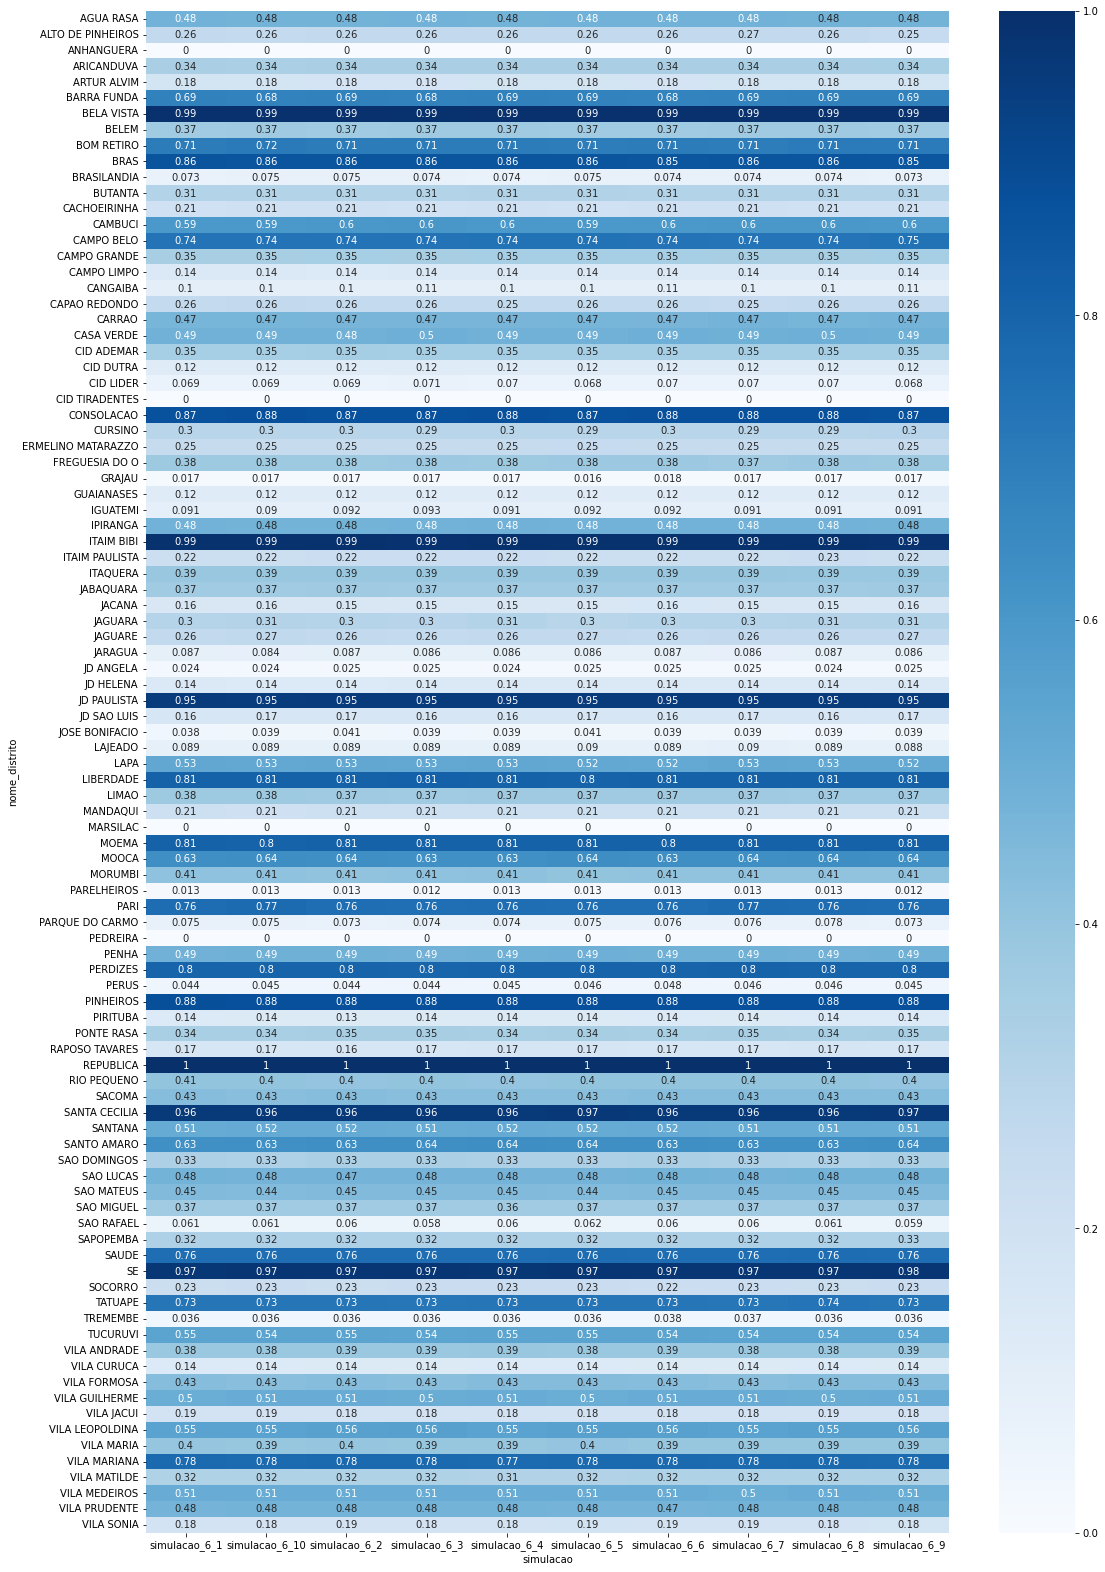 AGUA RASA 0.48 0.48 0.48 0.48 0.48 0.48 0.48 0.48 0.48 0.48 1.0
ALTO DE PINHEIROS 0.26 0.26 0.26 0.26 0.26 0.26 0.26 0.27 0.26 0.25
ANHANGUERA 0 0 0 0 0 0 0 0 0 0
ARICANDUVA 0.34 0.34 0.34 0.34 0.34 0.34 0.34 0.34 0.34 0.34
ARTUR ALVIM 0.18 0.18 0.18 0.18 0.18 0.18 0.18 0.18 0.18 0.18
BARRA FUNDA 0.69 0.68 0.69 0.68 0.69 0.69 0.68 0.69 0.69 0.69
BELA VISTA 0.99 0.99 0.99 0.99 0.99 0.99 0.99 0.99 0.99 0.99
BELEM 0.37 0.37 0.37 0.37 0.37 0.37 0.37 0.37 0.37 0.37
BOM RETIRO 0.71 0.72 0.71 0.71 0.71 0.71 0.71 0.71 0.71 0.71
BRAS 0.86 0.86 0.86 0.86 0.86 0.86 0.85 0.86 0.86 0.85
BRASILANDIA 0.073 0.075 0.075 0.074 0.074 0.075 0.074 0.074 0.074 0.073
BUTANTA 0.31 0.31 0.31 0.31 0.31 0.31 0.31 0.31 0.31 0.31
CACHOEIRINHA 0.21 0.21 0.21 0.21 0.21 0.21 0.21 0.21 0.21 0.21
CAMBUCI 0.59 0.59 0.6 0.6 0.6 0.59 0.6 0.6 0.6 0.6
CAMPO BELO 0.74 0.74 0.74 0.74 0.74 0.74 0.74 0.74 0.74 0.75
CAMPO GRANDE 0.35 0.35 0.35 0.35 0.35 0.35 0.35 0.35 0.35 0.35
CAMPO LIMPO 0.14 0.14 0.14 0.14 0.14 0.14 0.14 0.14 0.14 0.14
CANGAIBA 0.1 0.1 0.1 0.11 0.1 0.1 0.11 0.1 0.1 0.11
CAPAO REDONDO 0.26 0.26 0.26 0.26 0.25 0.26 0.26 0.25 0.26 0.26
CARRAO 0.47 0.47 0.47 0.47 0.47 0.47 0.47 0.47 0.47 0.47 0.8
CASA VERDE 0.49 0.49 0.48 0.5 0.49 0.49 0.49 0.49 0.5 0.49
CID ADEMAR 0.35 0.35 0.35 0.35 0.35 0.35 0.35 0.35 0.35 0.35
CID DUTRA 0.12 0.12 0.12 0.12 0.12 0.12 0.12 0.12 0.12 0.12
CID LIDER 0.069 0.069 0.069 0.071 0.07 0.068 0.07 0.07 0.07 0.068
CID TIRADENTES 0 0 0 0 0 0 0 0 0 0
CONSOLACAO 0.87 0.88 0.87 0.87 0.88 0.87 0.88 0.88 0.88 0.87
CURSINO 0.3 0.3 0.3 0.29 0.3 0.29 0.3 0.29 0.29 0.3
ERMELINO MATARAZZO 0.25 0.25 0.25 0.25 0.25 0.25 0.25 0.25 0.25 0.25
FREGUESIA DO O 0.38 0.38 0.38 0.38 0.38 0.38 0.38 0.37 0.38 0.38
GRAJAU 0.017 0.017 0.017 0.017 0.017 0.016 0.018 0.017 0.017 0.017
GUAIANASES 0.12 0.12 0.12 0.12 0.12 0.12 0.12 0.12 0.12 0.12
IGUATEMI 0.091 0.09 0.092 0.093 0.091 0.092 0.092 0.091 0.091 0.091
IPIRANGA 0.48 0.48 0.48 0.48 0.48 0.48 0.48 0.48 0.48 0.48
ITAIM BIBI 0.99 0.99 0.99 0.99 0.99 0.99 0.99 0.99 0.99 0.99
ITAIM PAULISTA 0.22 0.22 0.22 0.22 0.22 0.22 0.22 0.22 0.23 0.22
ITAQUERA 0.39 0.39 0.39 0.39 0.39 0.39 0.39 0.39 0.39 0.39
JABAQUARA 0.37 0.37 0.37 0.37 0.37 0.37 0.37 0.37 0.37 0.37
JACANA 0.16 0.16 0.15 0.15 0.15 0.15 0.16 0.15 0.15 0.16
JAGUARA 0.3 0.31 0.3 0.3 0.31 0.3 0.3 0.3 0.31 0.31 0.6
JAGUARE 0.26 0.27 0.26 0.26 0.26 0.27 0.26 0.26 0.26 0.27
JARAGUA 0.087 0.084 0.087 0.086 0.086 0.086 0.087 0.086 0.087 0.086
JD ANGELA 0.024 0.024 0.025 0.025 0.024 0.025 0.025 0.025 0.024 0.025
JD HELENA 0.14 0.14 0.14 0.14 0.14 0.14 0.14 0.14 0.14 0.14
JD PAULISTA 0.95 0.95 0.95 0.95 0.95 0.95 0.95 0.95 0.95 0.95
JD SAO LUIS 0.16 0.17 0.17 0.16 0.16 0.17 0.16 0.17 0.16 0.17
JOSE BONIFACIO 0.038 0.039 0.041 0.039 0.039 0.041 0.039 0.039 0.039 0.039
LAJEADO 0.089 0.089 0.089 0.089 0.089 0.09 0.089 0.09 0.089 0.088
LAPA 0.53 0.53 0.53 0.53 0.53 0.52 0.52 0.53 0.53 0.52
nome_distrito
LIBERDADE 0.81 0.81 0.81 0.81 0.81 0.8 0.81 0.81 0.81 0.81
LIMAO 0.38 0.38 0.37 0.37 0.37 0.37 0.37 0.37 0.37 0.37
MANDAQUI 0.21 0.21 0.21 0.21 0.21 0.21 0.21 0.21 0.21 0.21
MARSILAC 0 0 0 0 0 0 0 0 0 0
MOEMA 0.81 0.8 0.81 0.81 0.81 0.81 0.8 0.81 0.81 0.81
MOOCA 0.63 0.64 0.64 0.63 0.63 0.64 0.63 0.64 0.64 0.64
MORUMBI 0.41 0.41 0.41 0.41 0.41 0.41 0.41 0.41 0.41 0.41
PARELHEIROS 0.013 0.013 0.013 0.012 0.013 0.013 0.013 0.013 0.013 0.012
PARI 0.76 0.77 0.76 0.76 0.76 0.76 0.76 0.77 0.76 0.76
PARQUE DO CARMO 0.075 0.075 0.073 0.074 0.074 0.075 0.076 0.076 0.078 0.073 0.4
PEDREIRA 0 0 0 0 0 0 0 0 0 0
PENHA 0.49 0.49 0.49 0.49 0.49 0.49 0.49 0.49 0.49 0.49
PERDIZES 0.8 0.8 0.8 0.8 0.8 0.8 0.8 0.8 0.8 0.8
PERUS 0.044 0.045 0.044 0.044 0.045 0.046 0.048 0.046 0.046 0.045
PINHEIROS 0.88 0.88 0.88 0.88 0.88 0.88 0.88 0.88 0.88 0.88
PIRITUBA 0.14 0.14 0.13 0.14 0.14 0.14 0.14 0.14 0.14 0.14
PONTE RASA 0.34 0.34 0.35 0.35 0.34 0.34 0.34 0.35 0.34 0.35
RAPOSO TAVARES 0.17 0.17 0.16 0.17 0.17 0.17 0.17 0.17 0.17 0.17
REPUBLICA 1 1 1 1 1 1 1 1 1 1
RIO PEQUENO 0.41 0.4 0.4 0.4 0.4 0.4 0.4 0.4 0.4 0.4
SACOMA 0.43 0.43 0.43 0.43 0.43 0.43 0.43 0.43 0.43 0.43
SANTA CECILIA 0.96 0.96 0.96 0.96 0.96 0.97 0.96 0.96 0.96 0.97
SANTANA 0.51 0.52 0.52 0.51 0.52 0.52 0.52 0.51 0.51 0.51
SANTO AMARO 0.63 0.63 0.63 0.64 0.64 0.64 0.63 0.63 0.63 0.64
SAO DOMINGOS 0.33 0.33 0.33 0.33 0.33 0.33 0.33 0.33 0.33 0.33
SAO LUCAS 0.48 0.48 0.47 0.48 0.48 0.48 0.48 0.48 0.48 0.48
SAO MATEUS 0.45 0.44 0.45 0.45 0.45 0.44 0.45 0.45 0.45 0.45
SAO MIGUEL 0.37 0.37 0.37 0.37 0.36 0.37 0.37 0.37 0.37 0.37
SAO RAFAEL 0.061 0.061 0.06 0.058 0.06 0.062 0.06 0.06 0.061 0.059 0.2
SAPOPEMBA 0.32 0.32 0.32 0.32 0.32 0.32 0.32 0.32 0.32 0.33
SAUDE 0.76 0.76 0.76 0.76 0.76 0.76 0.76 0.76 0.76 0.76
SE 0.97 0.97 0.97 0.97 0.97 0.97 0.97 0.97 0.97 0.98
SOCORRO 0.23 0.23 0.23 0.23 0.23 0.23 0.22 0.23 0.23 0.23
TATUAPE 0.73 0.73 0.73 0.73 0.73 0.73 0.73 0.73 0.74 0.73
TREMEMBE 0.036 0.036 0.036 0.036 0.036 0.036 0.038 0.037 0.036 0.036
TUCURUVI 0.55 0.54 0.55 0.54 0.55 0.55 0.54 0.54 0.54 0.54
VILA ANDRADE 0.38 0.38 0.39 0.39 0.39 0.38 0.39 0.38 0.38 0.39
VILA CURUCA 0.14 0.14 0.14 0.14 0.14 0.14 0.14 0.14 0.14 0.14
VILA FORMOSA 0.43 0.43 0.43 0.43 0.43 0.43 0.43 0.43 0.43 0.43
VILA GUILHERME 0.5 0.51 0.51 0.5 0.51 0.5 0.51 0.51 0.5 0.51
VILA JACUI 0.19 0.19 0.18 0.18 0.18 0.18 0.18 0.18 0.19 0.18
VILA LEOPOLDINA 0.55 0.55 0.56 0.56 0.55 0.55 0.56 0.55 0.55 0.56
VILA MARIA 0.4 0.39 0.4 0.39 0.39 0.4 0.39 0.39 0.39 0.39
VILA MARIANA 0.78 0.78 0.78 0.78 0.77 0.78 0.78 0.78 0.78 0.78
VILA MATILDE 0.32 0.32 0.32 0.32 0.31 0.32 0.32 0.32 0.32 0.32
VILA MEDEIROS 0.51 0.51 0.51 0.51 0.51 0.51 0.51 0.5 0.51 0.51
VILA PRUDENTE 0.48 0.48 0.48 0.48 0.48 0.48 0.47 0.48 0.48 0.48
VILA SONIA 0.18 0.18 0.19 0.18 0.18 0.19 0.19 0.19 0.18 0.18 0.0
simulacao_6_1 simulacao_6_10 simulacao_6_2 simulacao_6_3 simulacao_6_4 simulacao_6_5 simulacao_6_6 simulacao_6_7 simulacao_6_8 simulacao_6_9
simulacao